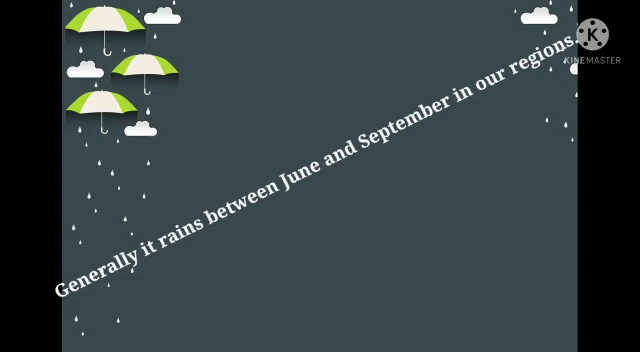 Generally it rains between June and September in our regions.
K
KINEMASTER